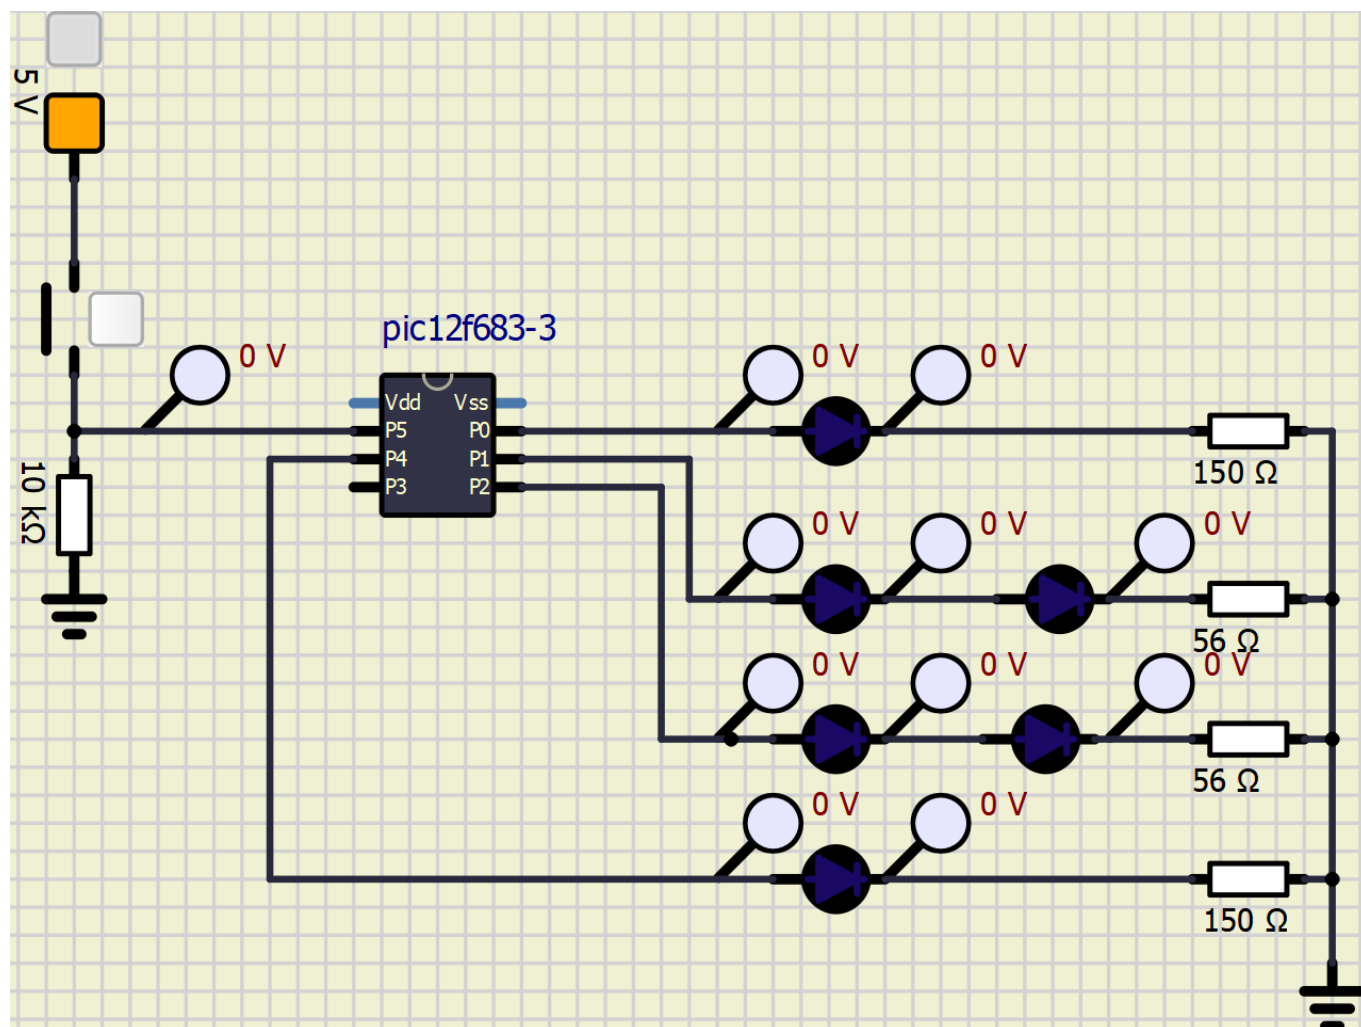 5 V
pic12f683-3
0 V
0 V
0 V
Vdd
Vss
P5
P0
P4
P1
P3
P2
10 kΩ
150 Ω
0 V
0 V
0 V
56 Ω
0 V
0 V
0 V
56 Ω
0 V
0 V
150 Ω